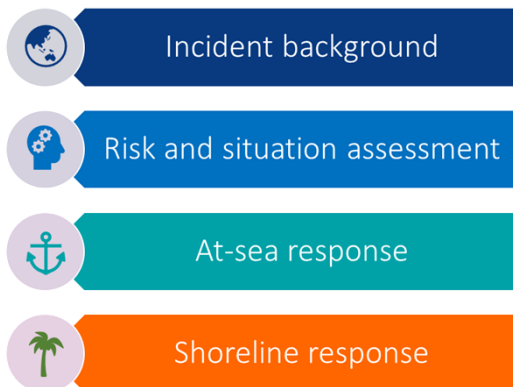 Incident background
Risk and situation assessment
At-sea response
Shoreline response